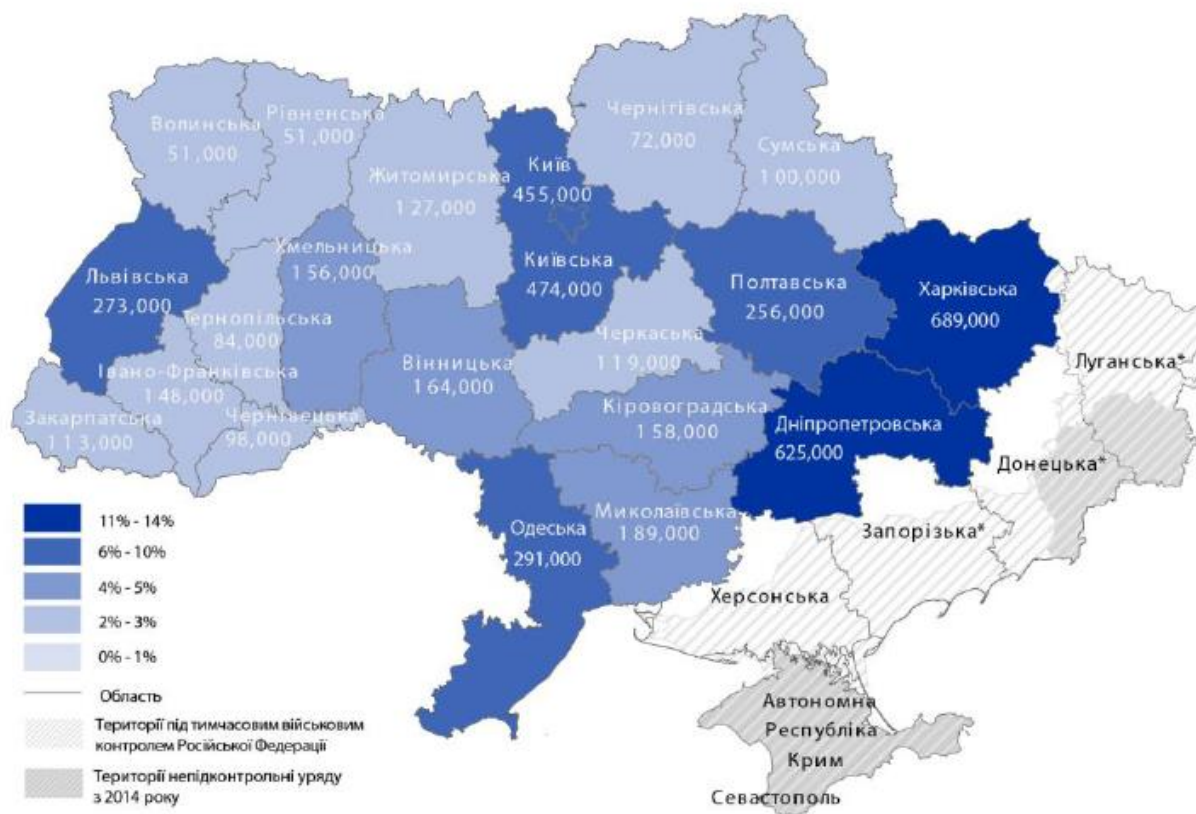 Волинська
51,000
Рівненська
51,000
Житомирська
127,000
Київ
455,000
Чернігівська
72,000
Сумська
100,000
Львівська
273,000
Хмельницька
156,000
Тернопільська
84,000
Київська
474,000
Полтавська
256,000
Харківська
689,000
Івано-Франківська
148,000
Вінницька
164,000
Черкаська
119,000
Луганська*
Закарпатська
113,000
Чернівецька
98,000
Кіровоградська
158,000
Дніпропетровська
625,000
Донецька*
Одеська
291,000
Миколаївська
189,000
Запорізька*
Херсонська
Автономна
Республіка
Крим
Севастополь
11% - 14%
6% - 10%
4% - 5%
2% - 3%
0% - 1%
Область
Території під тимчасовим військовим
контролем Російської Федерації
Території непідконтрольні уряду
з 2014 року